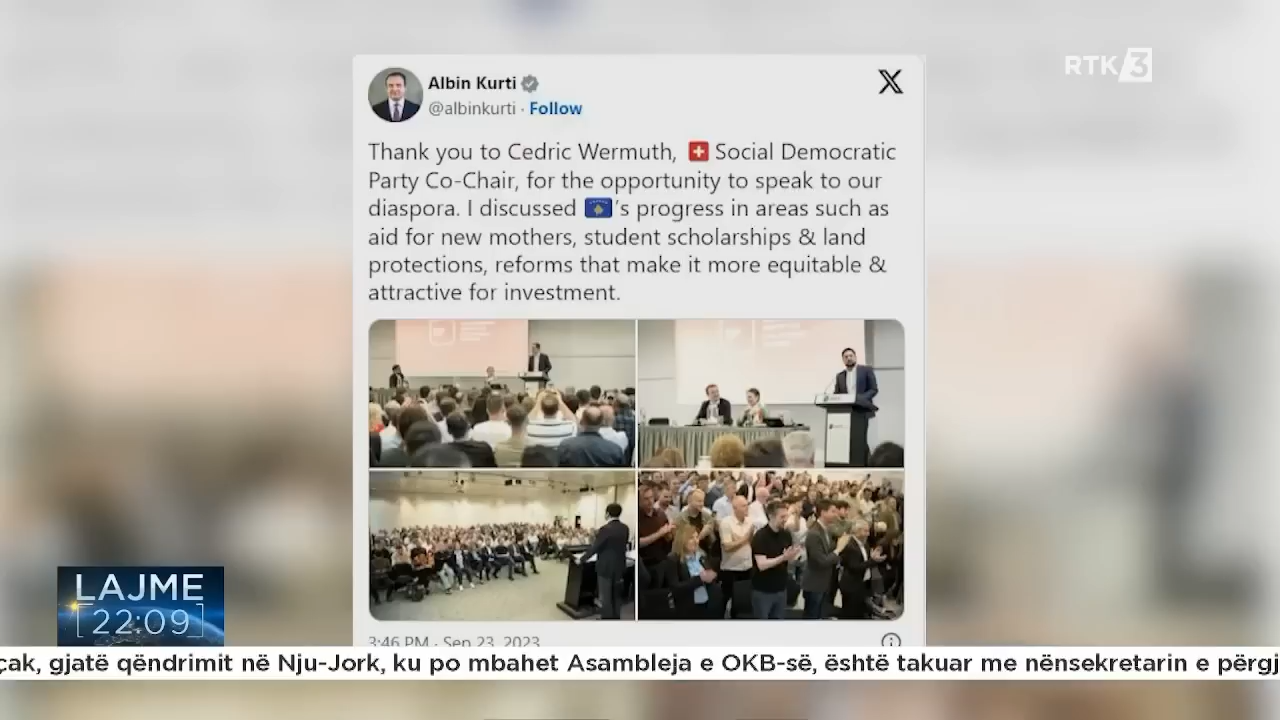 RTK 3
Albin Kurti
@albinkurti · Follow
Thank you to Cedric Wermuth, 🇨🇭 Social Democratic
Party Co-Chair, for the opportunity to speak to our
diaspora. I discussed 🇽🇰's progress in areas such as
aid for new mothers, student scholarships & land
protections, reforms that make it more equitable &
attractive for investment.
3:46 PM · Sep 23, 2023
LAJME
22:09
çak, gjatë qëndrimit në Nju-Jork, ku po mbahet Asambleja e OKB-së, është takuar me nënsekretarin e përgj